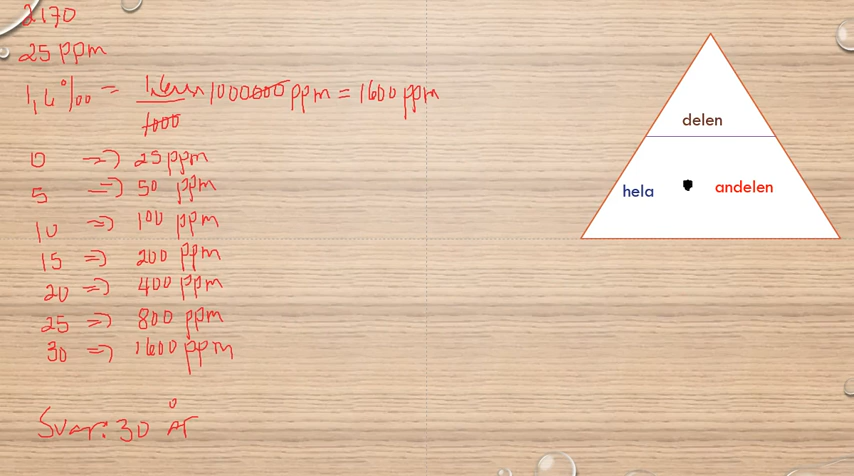 2170
25 ppm
1,6‰ = 1,6/1000 · 1000000 ppm = 1600 ppm
0 => 25 ppm
5 => 50 ppm
10 => 100 ppm
15 => 200 ppm
20 => 400 ppm
25 => 800 ppm
30 => 1600 ppm
Svar: 30 år
delen
hela • andelen